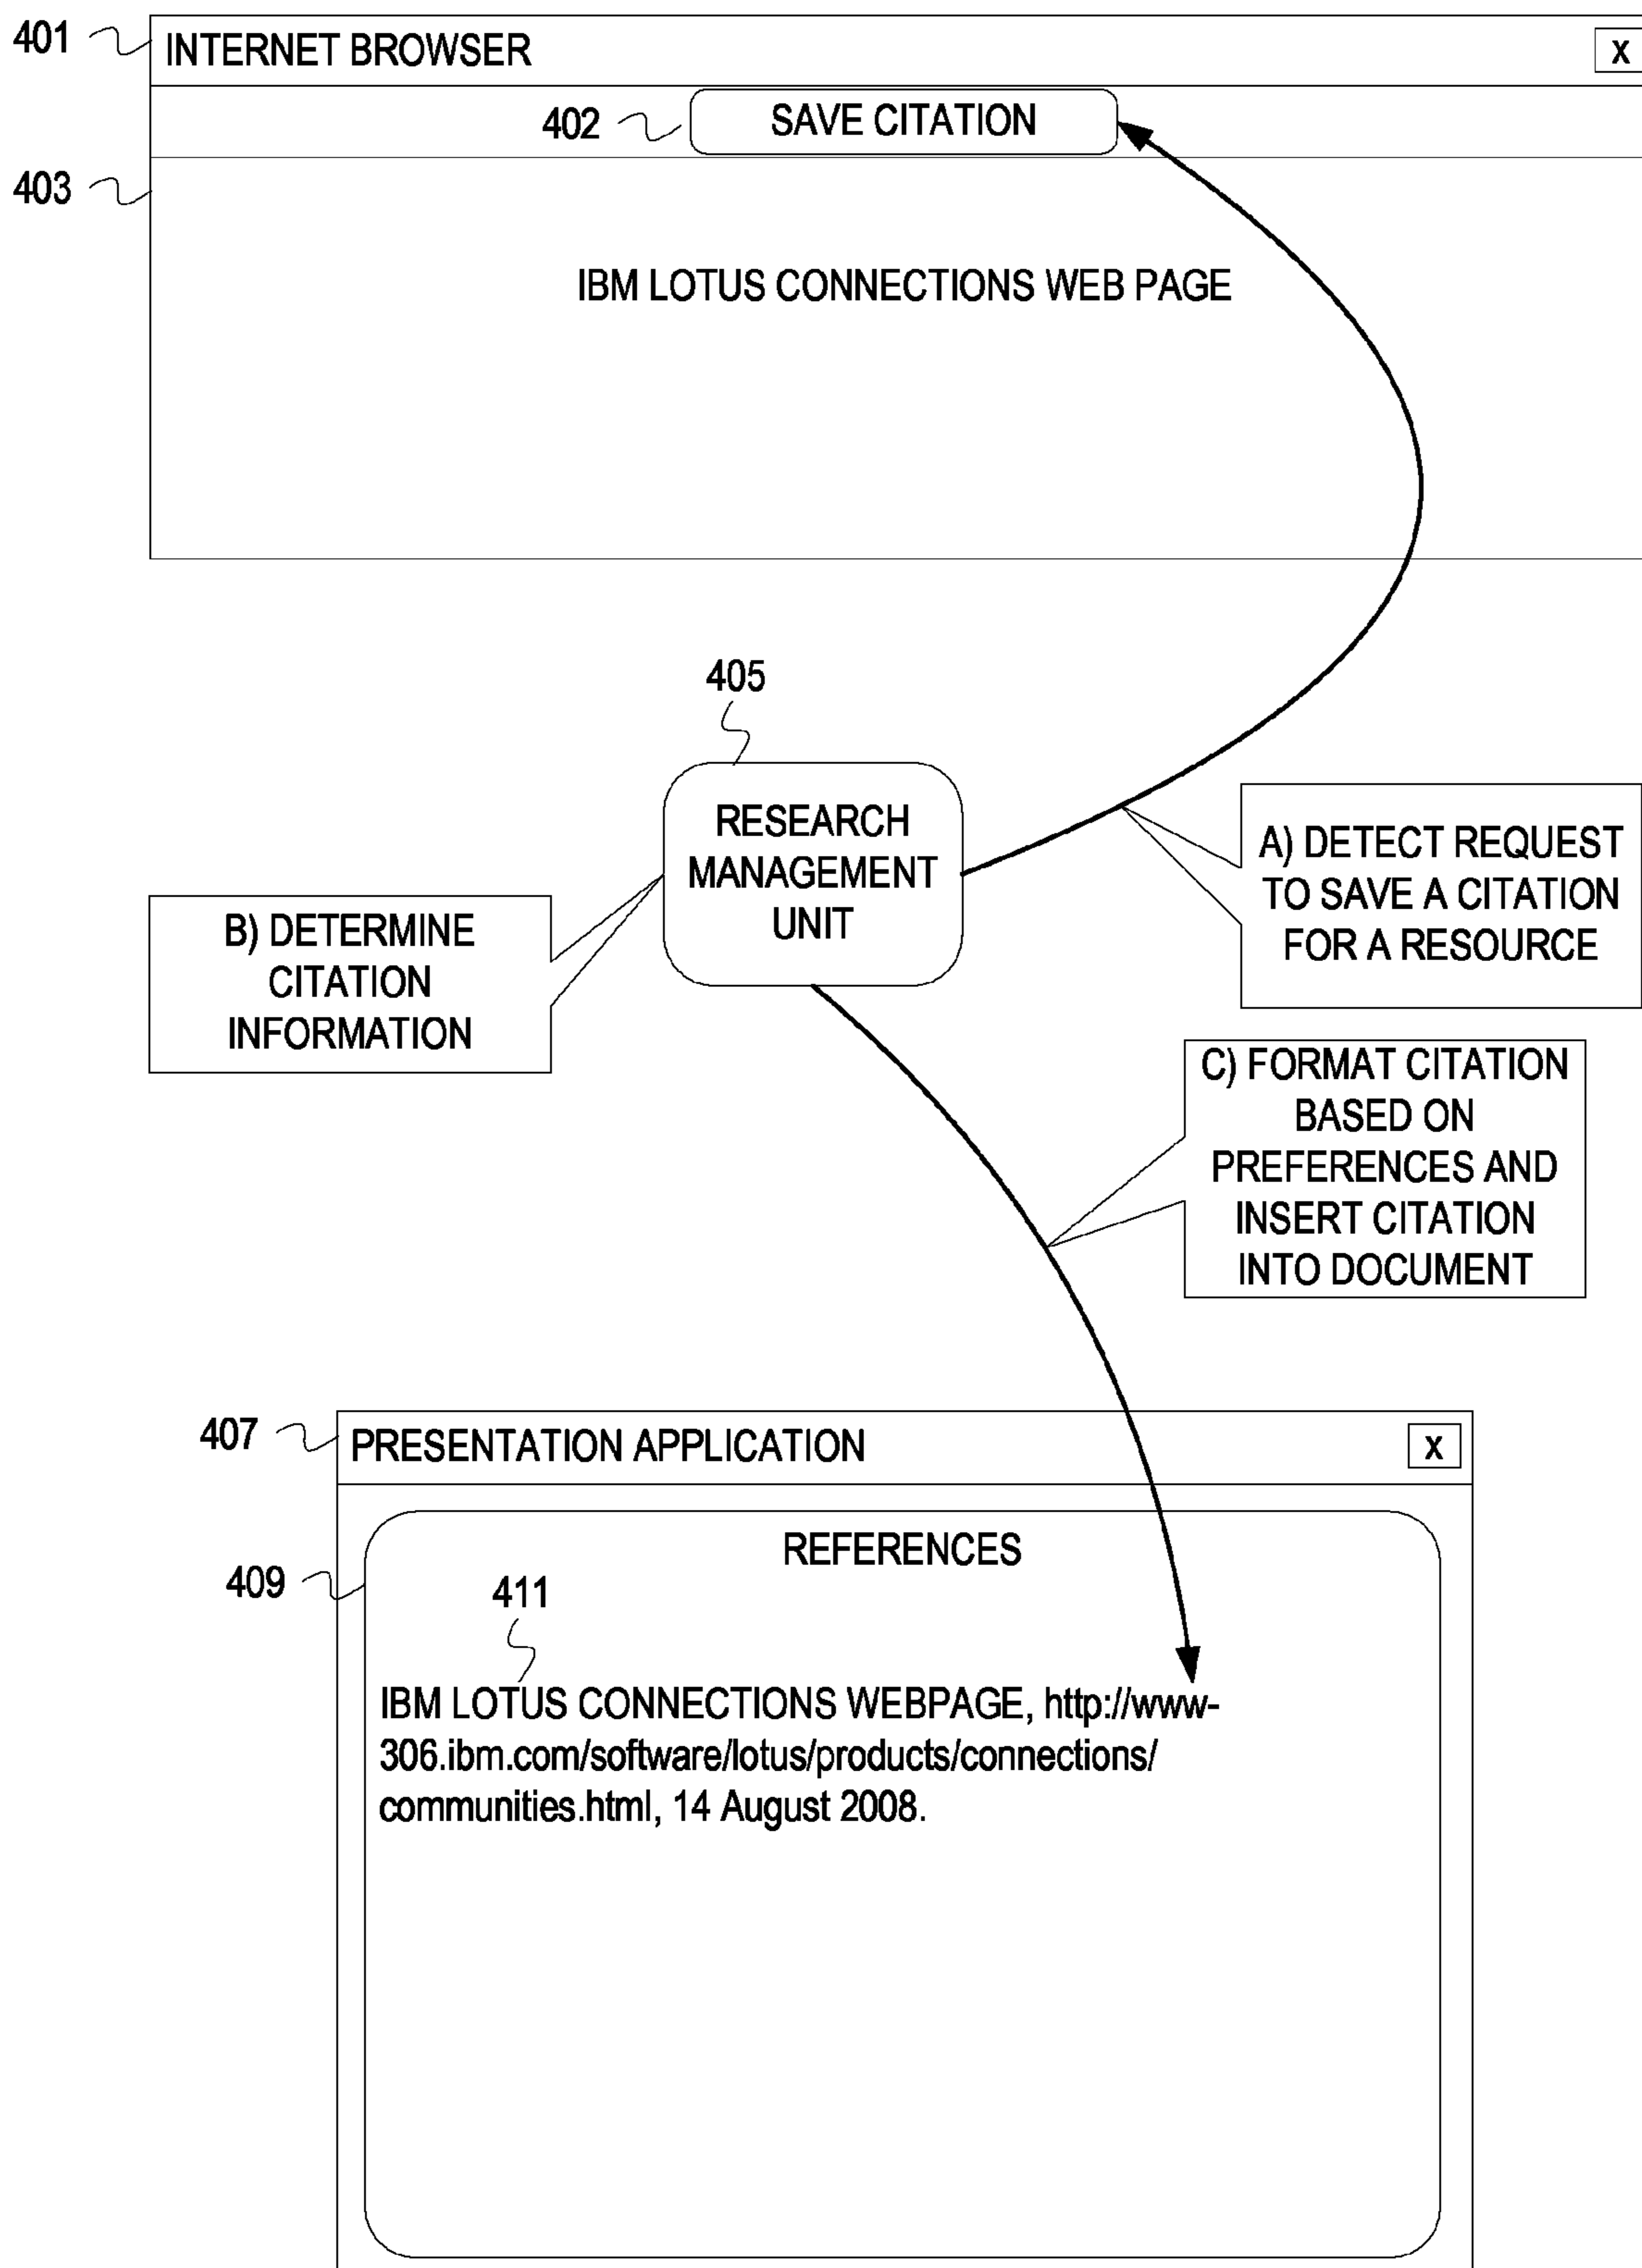 401
INTERNET BROWSER
X
402
SAVE CITATION
403
IBM LOTUS CONNECTIONS WEB PAGE
405
RESEARCH
MANAGEMENT
UNIT
A) DETECT REQUEST
TO SAVE A CITATION
FOR A RESOURCE
B) DETERMINE
CITATION
INFORMATION
C) FORMAT CITATION
BASED ON
PREFERENCES AND
INSERT CITATION
INTO DOCUMENT
407
PRESENTATION APPLICATION
X
409
REFERENCES
411
IBM LOTUS CONNECTIONS WEBPAGE, http://www-
306.ibm.com/software/lotus/products/connections/
communities.html, 14 August 2008.